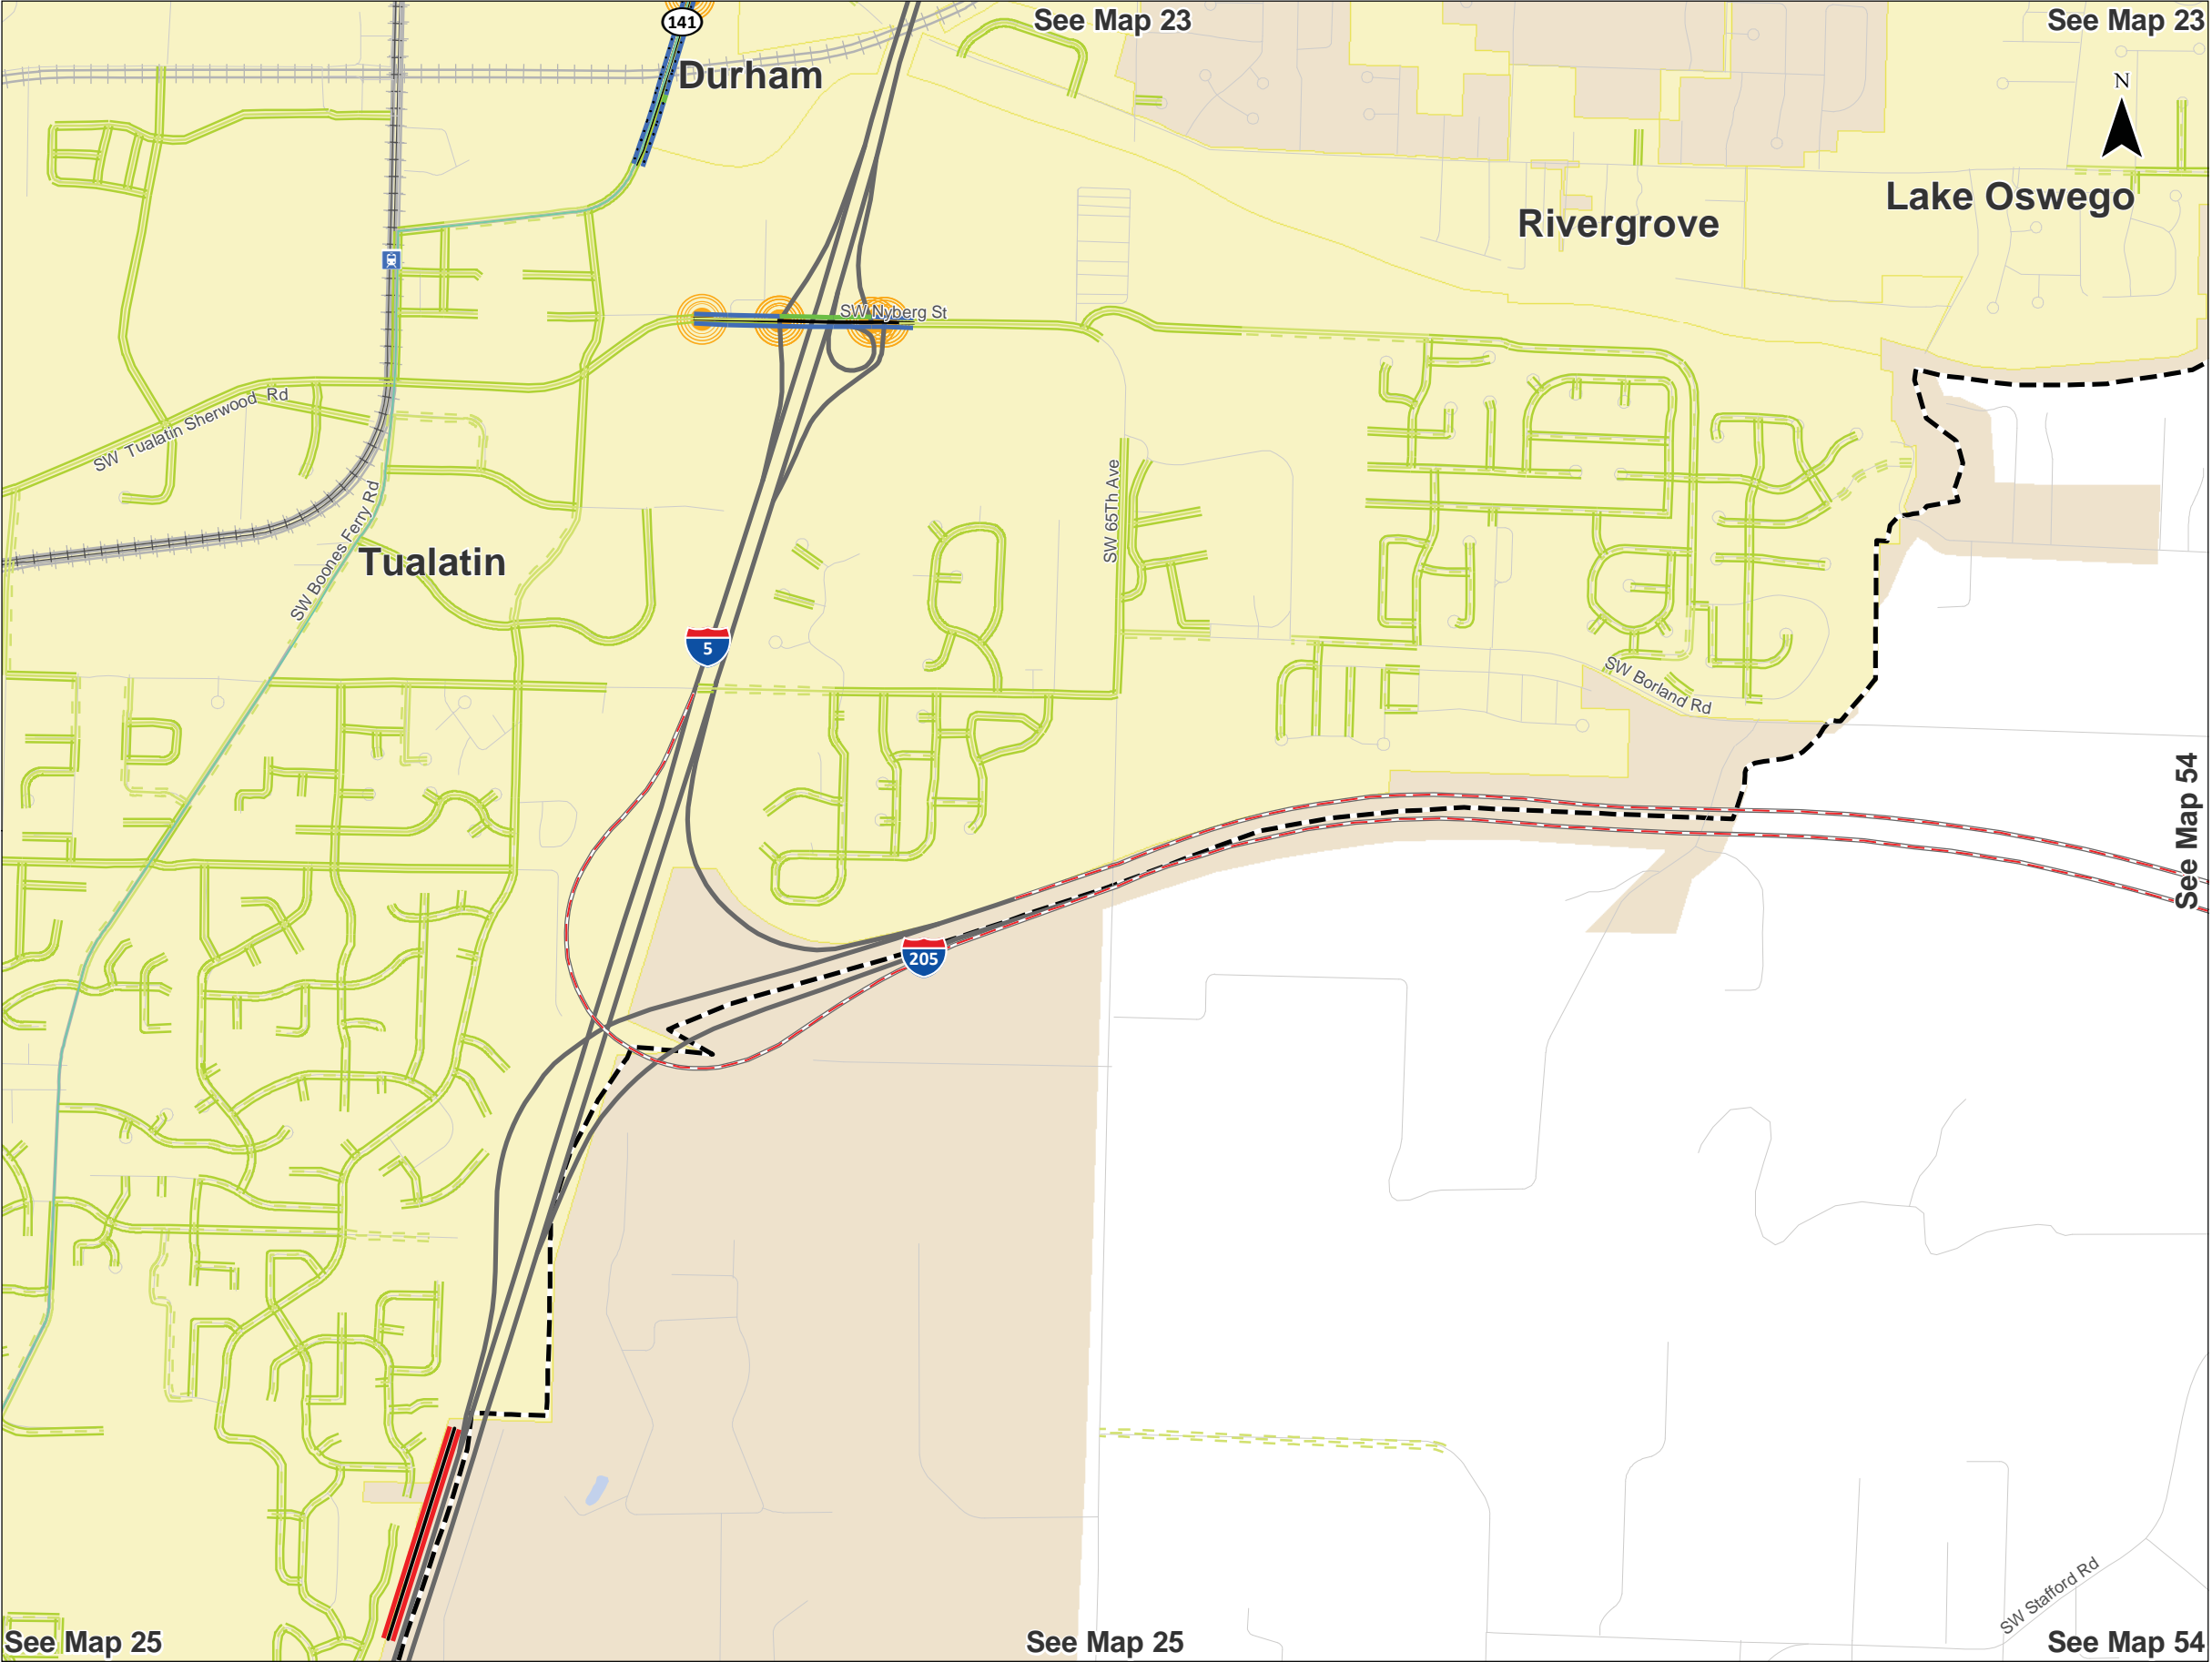 See Map 23
See Map 23
141
Durham
N
Lake Oswego
Rivergrove
SW Nyberg St
SW Tualatin Sherwood Rd
SW 65Th Ave
SW Boones Ferry Rd
Tualatin
5
SW Borland Rd
See Map 54
205
SW Stafford Rd
See Map 25
See Map 25
See Map 54